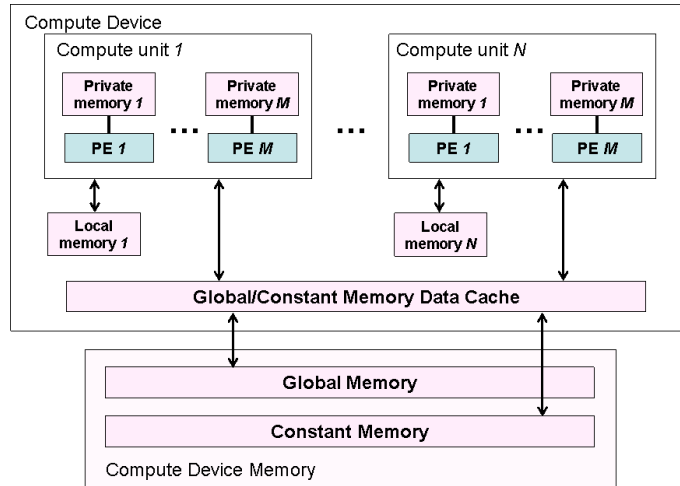 Compute Device
Compute unit 1
Compute unit N
Private
memory 1
Private
memory M
Private
memory 1
Private
memory M
...
...
...
PE 1
PE M
PE 1
PE M
Local
memory 1
Local
memory N
Global/Constant Memory Data Cache
Global Memory
Constant Memory
Compute Device Memory